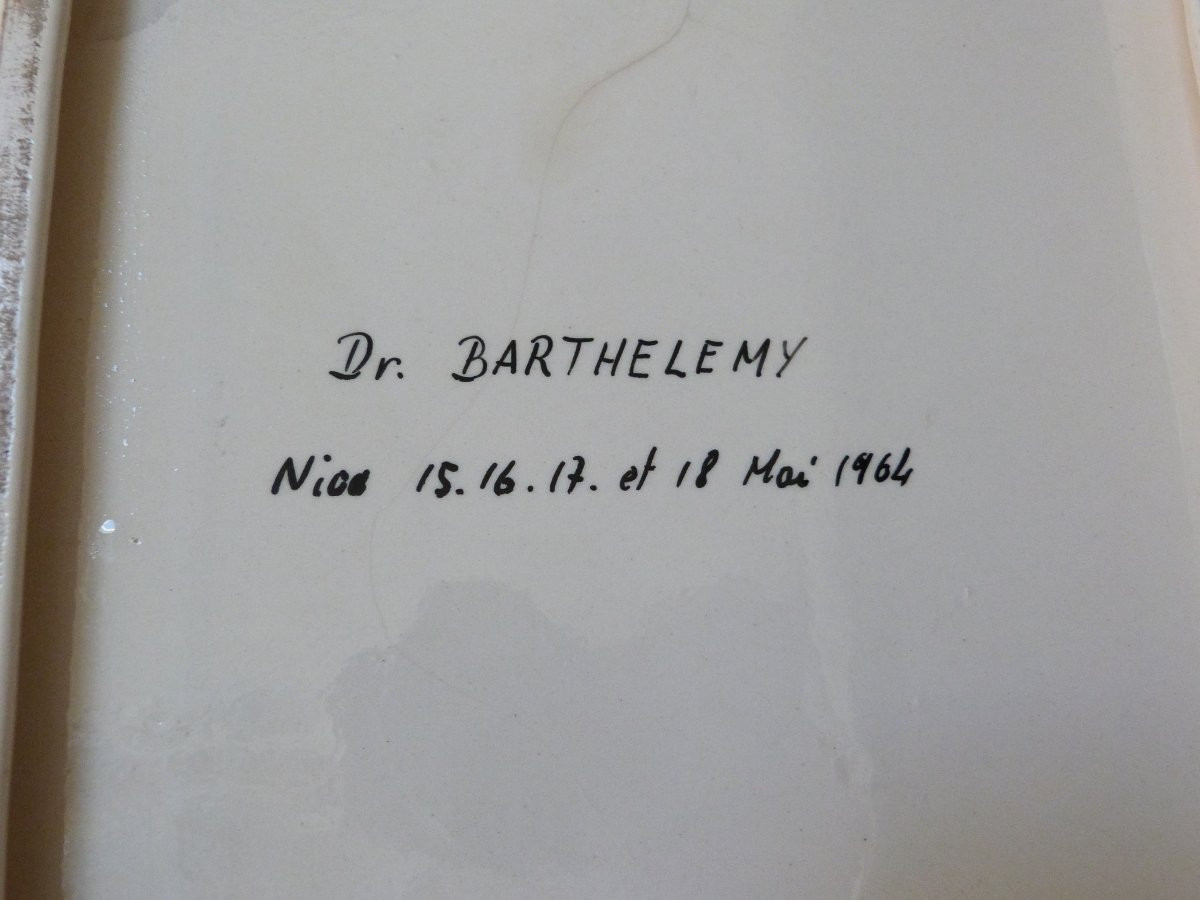 Dr. BARTHELEMY
Nice 15.16.17. et 18 Mai 1964